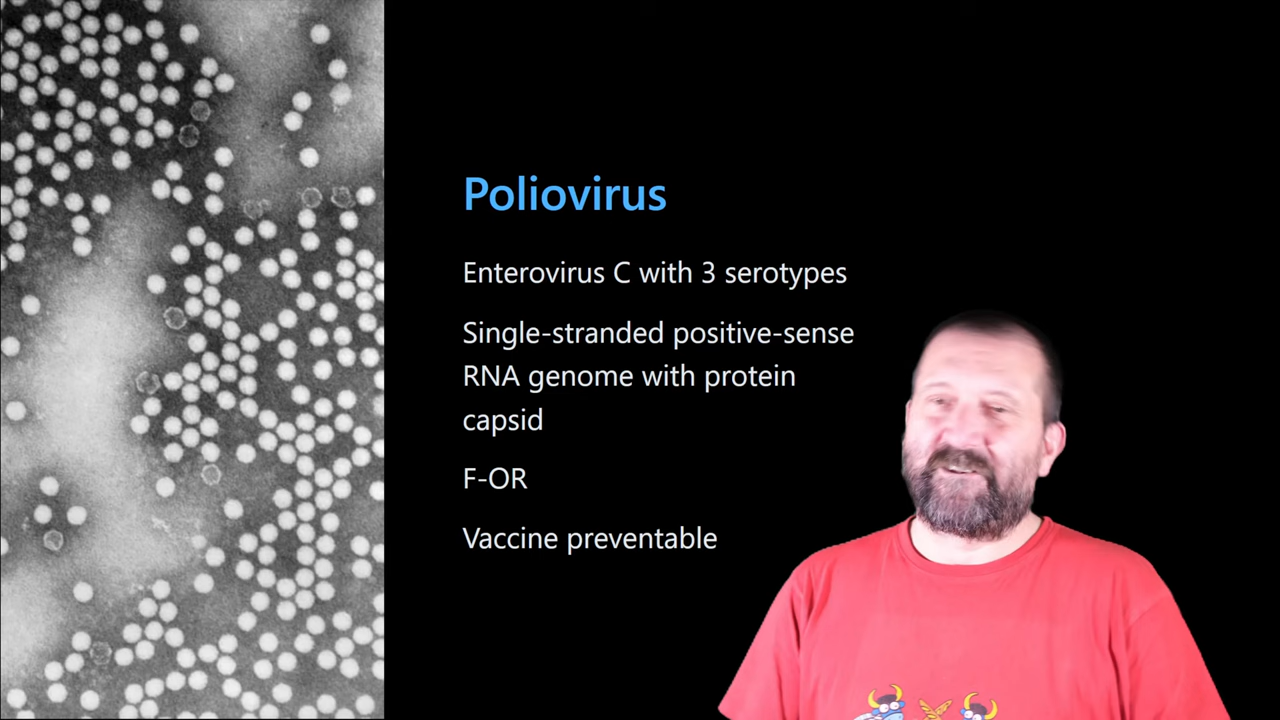 Poliovirus
Enterovirus C with 3 serotypes
Single-stranded positive-sense
RNA genome with protein
capsid
F-OR
Vaccine preventable